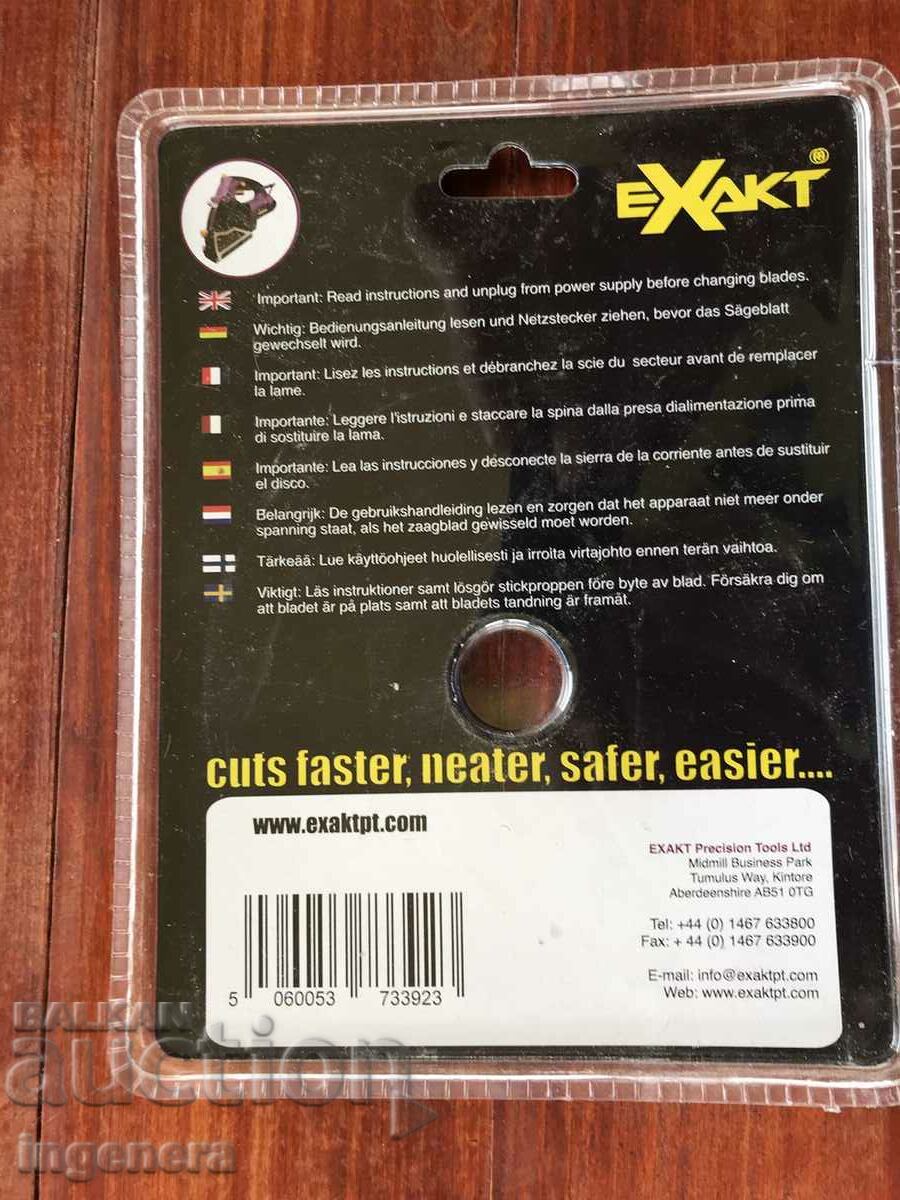 EXAKT ®
Important: Read instructions and unplug from power supply before changing blades.
Wichtig: Bedienungsanleitung lesen und Netzstecker ziehen, bevor das Sägeblatt
gewechselt wird.
Important: Lisez les instructions et débranchez la scie du secteur avant de remplacer
la lame.
Importante: Leggere l'istruzioni e staccare la spina dalla presa dialimentazione prima
di sostituire la lama.
Importante: Lea las instrucciones y desconecte la sierra de la corriente antes de sustituir
el disco.
Belangrijk: De gebruikshandleiding lezen en zorgen dat het apparaat niet meer onder
spanning staat, als het zaagblad gewisseld moet worden.
Tärkeää: Lue käyttöohjeet huolellisesti ja irroita virtajohto ennen terän vaihtoa.
Viktigt: Läs instruktioner samt lösgör stickproppen före byte av blad. Försäkra dig om
att bladet är på plats samt att bladets tandning är framåt.
cuts faster, neater, safer, easier....
www.exaktpt.com
EXAKT Precision Tools Ltd
Midmill Business Park
Tumulus Way, Kintore
Aberdeenshire AB51 0TG
Tel: +44 (0) 1467 633800
Fax: + 44 (0) 1467 633900
E-mail: info@exaktpt.com
Web: www.exaktpt.com
5 060053 733923
BALKAN
auction
ingenera